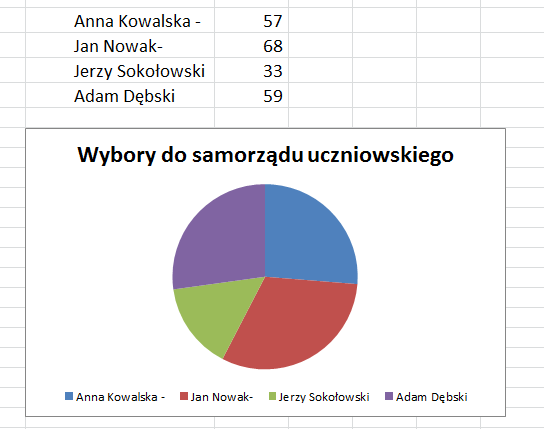 Anna Kowalska - 57
Jan Nowak- 68
Jerzy Sokołowski 33
Adam Dębski 59
Wybory do samorządu uczniowskiego
Anna Kowalska - Jan Nowak- Jerzy Sokołowski Adam Dębski